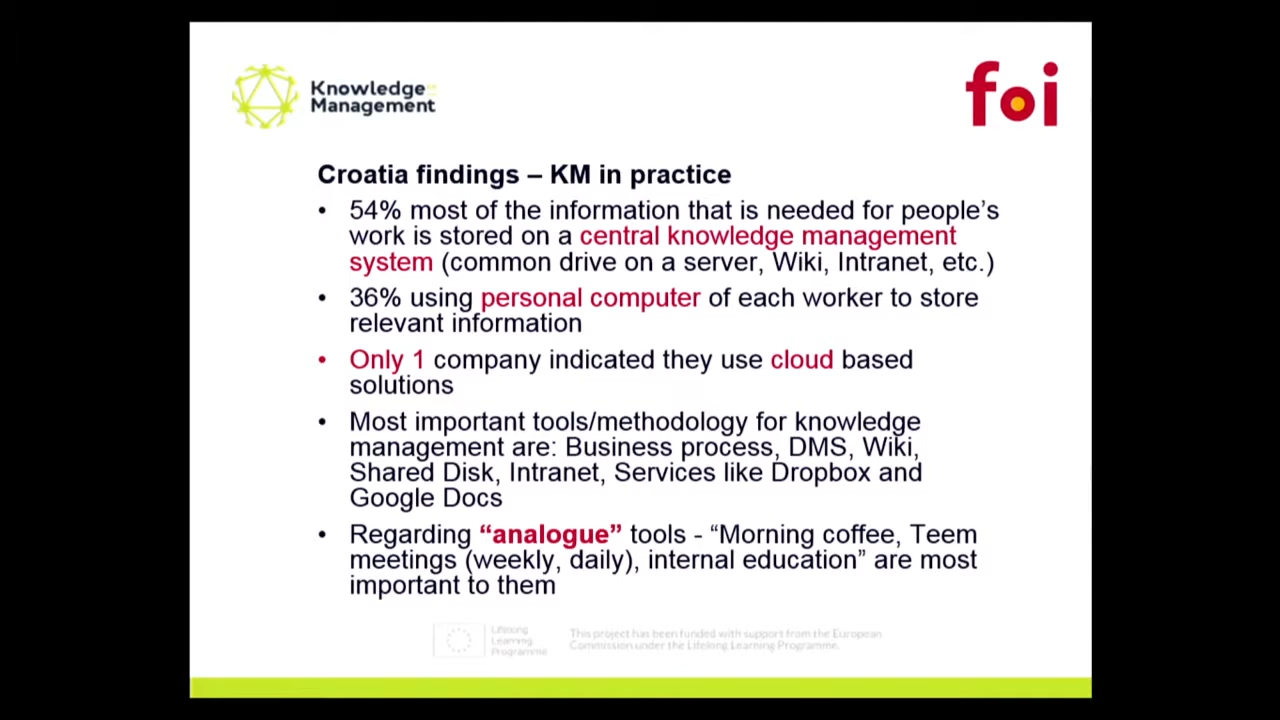 Knowledge
Management
foi
Croatia findings – KM in practice
• 54% most of the information that is needed for people's
work is stored on a central knowledge management
system (common drive on a server, Wiki, Intranet, etc.)
• 36% using personal computer of each worker to store
relevant information
• Only 1 company indicated they use cloud based
solutions
• Most important tools/methodology for knowledge
management are: Business process, DMS, Wiki,
Shared Disk, Intranet, Services like Dropbox and
Google Docs
• Regarding “analogue” tools - “Morning coffee, Teem
meetings (weekly, daily), internal education” are most
important to them
Lifelong
Learning
Programme
This project has been funded with support from the European
Commission under the Lifelong Learning Programme.